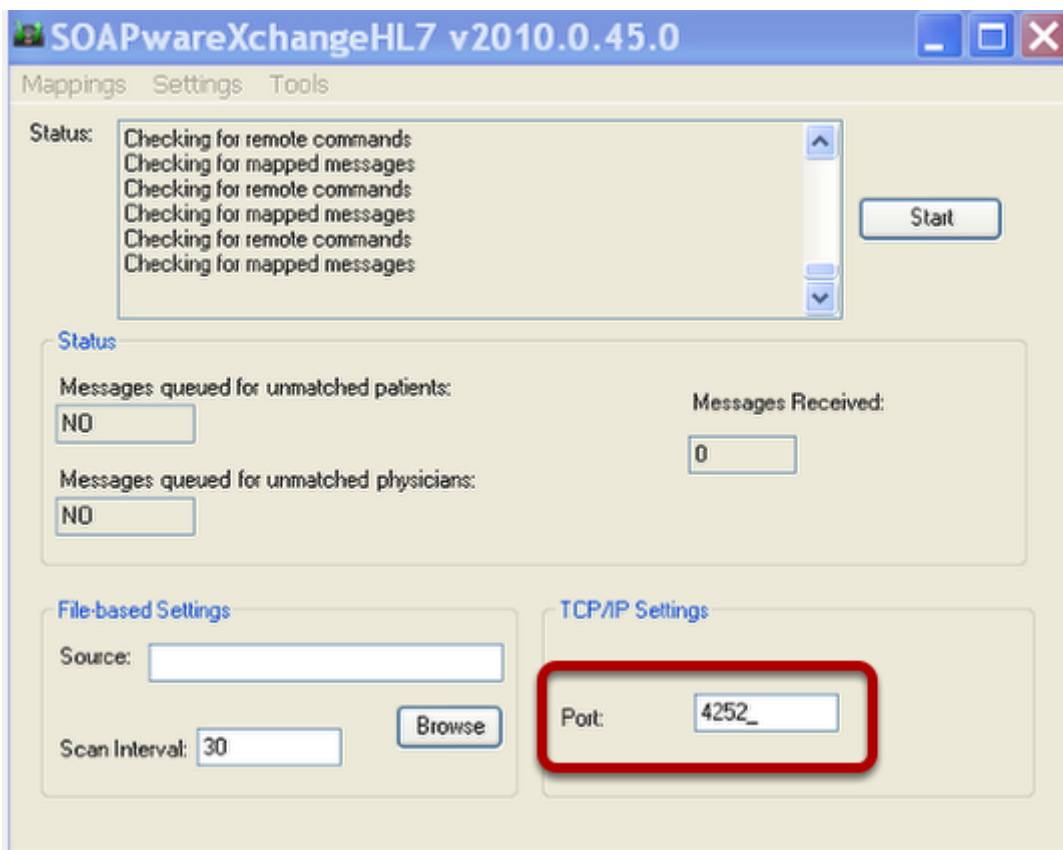 SOAPwareXchangeHL7 v2010.0.45.0
Mappings Settings Tools
Status:
Checking for remote commands
Checking for mapped messages
Checking for remote commands
Checking for mapped messages
Checking for remote commands
Checking for mapped messages
Start
Status
Messages queued for unmatched patients:
NO
Messages Received:
0
Messages queued for unmatched physicians:
NO
File-based Settings
Source:
Browse
Scan Interval: 30
TCP/IP Settings
Port: 4252_